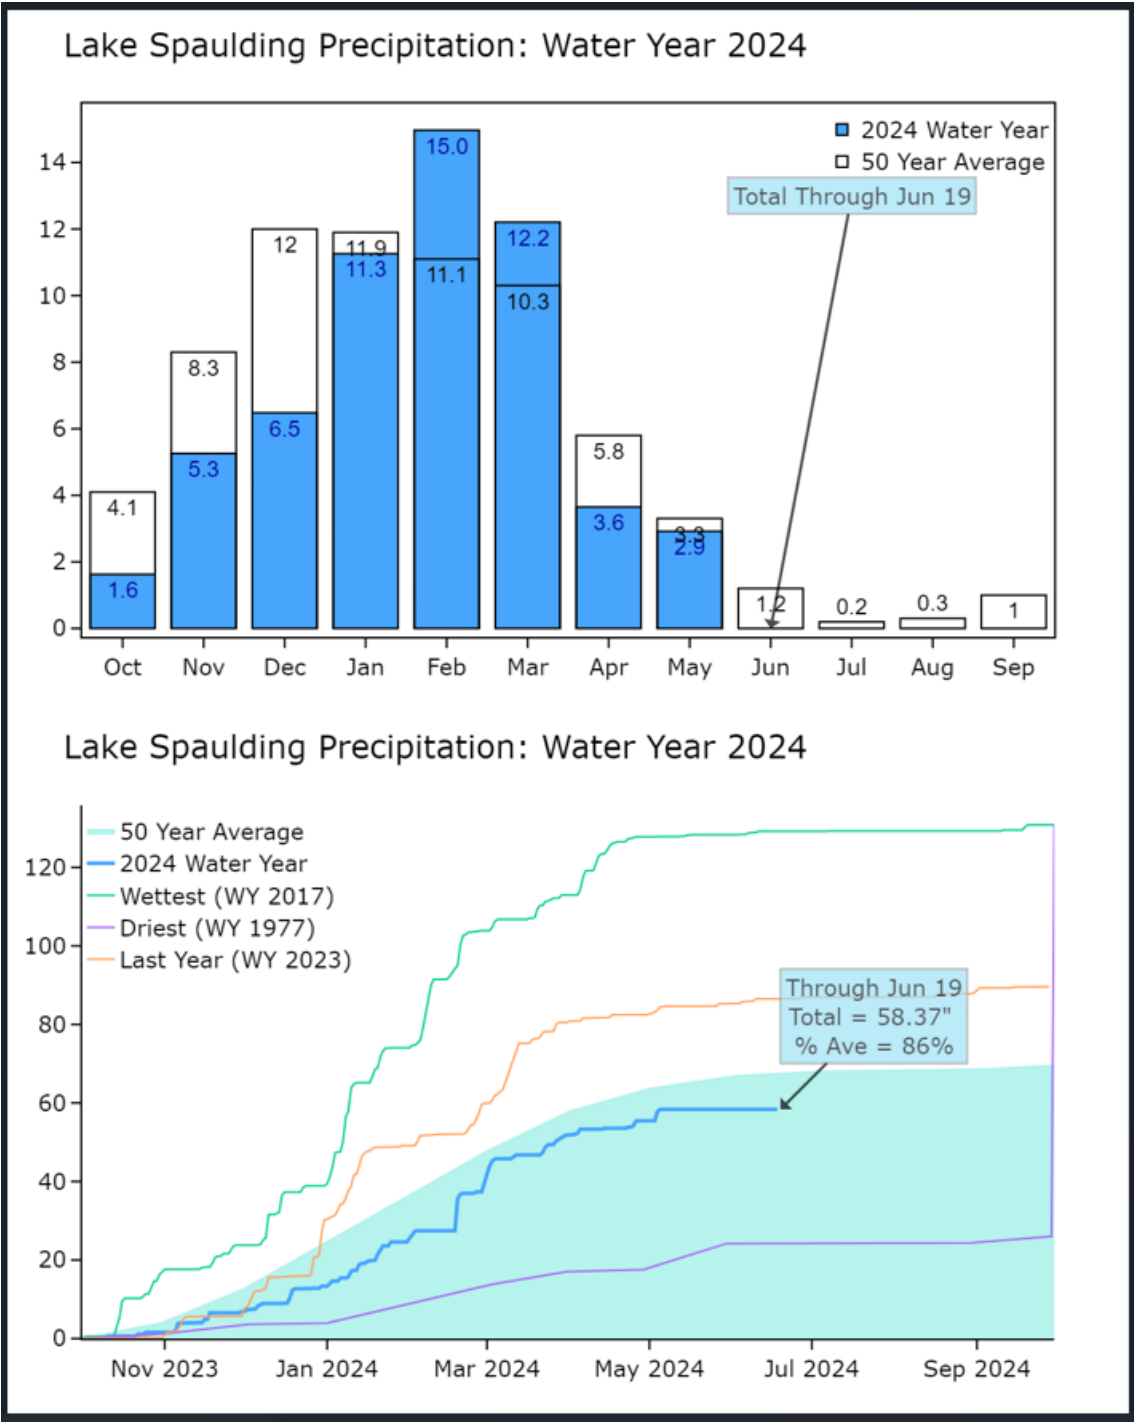 Lake Spaulding Precipitation: Water Year 2024
2024 Water Year
50 Year Average
Total Through Jun 19
14
12
10
8
6
4
2
0
4.1
1.6
8.3
5.3
12
6.5
11.9
11.3
15.0
11.1
12.2
10.3
5.8
3.6
3.3
2.9
1.2
0.2
0.3
1
Oct Nov Dec Jan Feb Mar Apr May Jun Jul Aug Sep
Lake Spaulding Precipitation: Water Year 2024
50 Year Average
2024 Water Year
Wettest (WY 2017)
Driest (WY 1977)
Last Year (WY 2023)
Through Jun 19
Total = 58.37"
% Ave = 86%
120
100
80
60
40
20
0
Nov 2023 Jan 2024 Mar 2024 May 2024 Jul 2024 Sep 2024